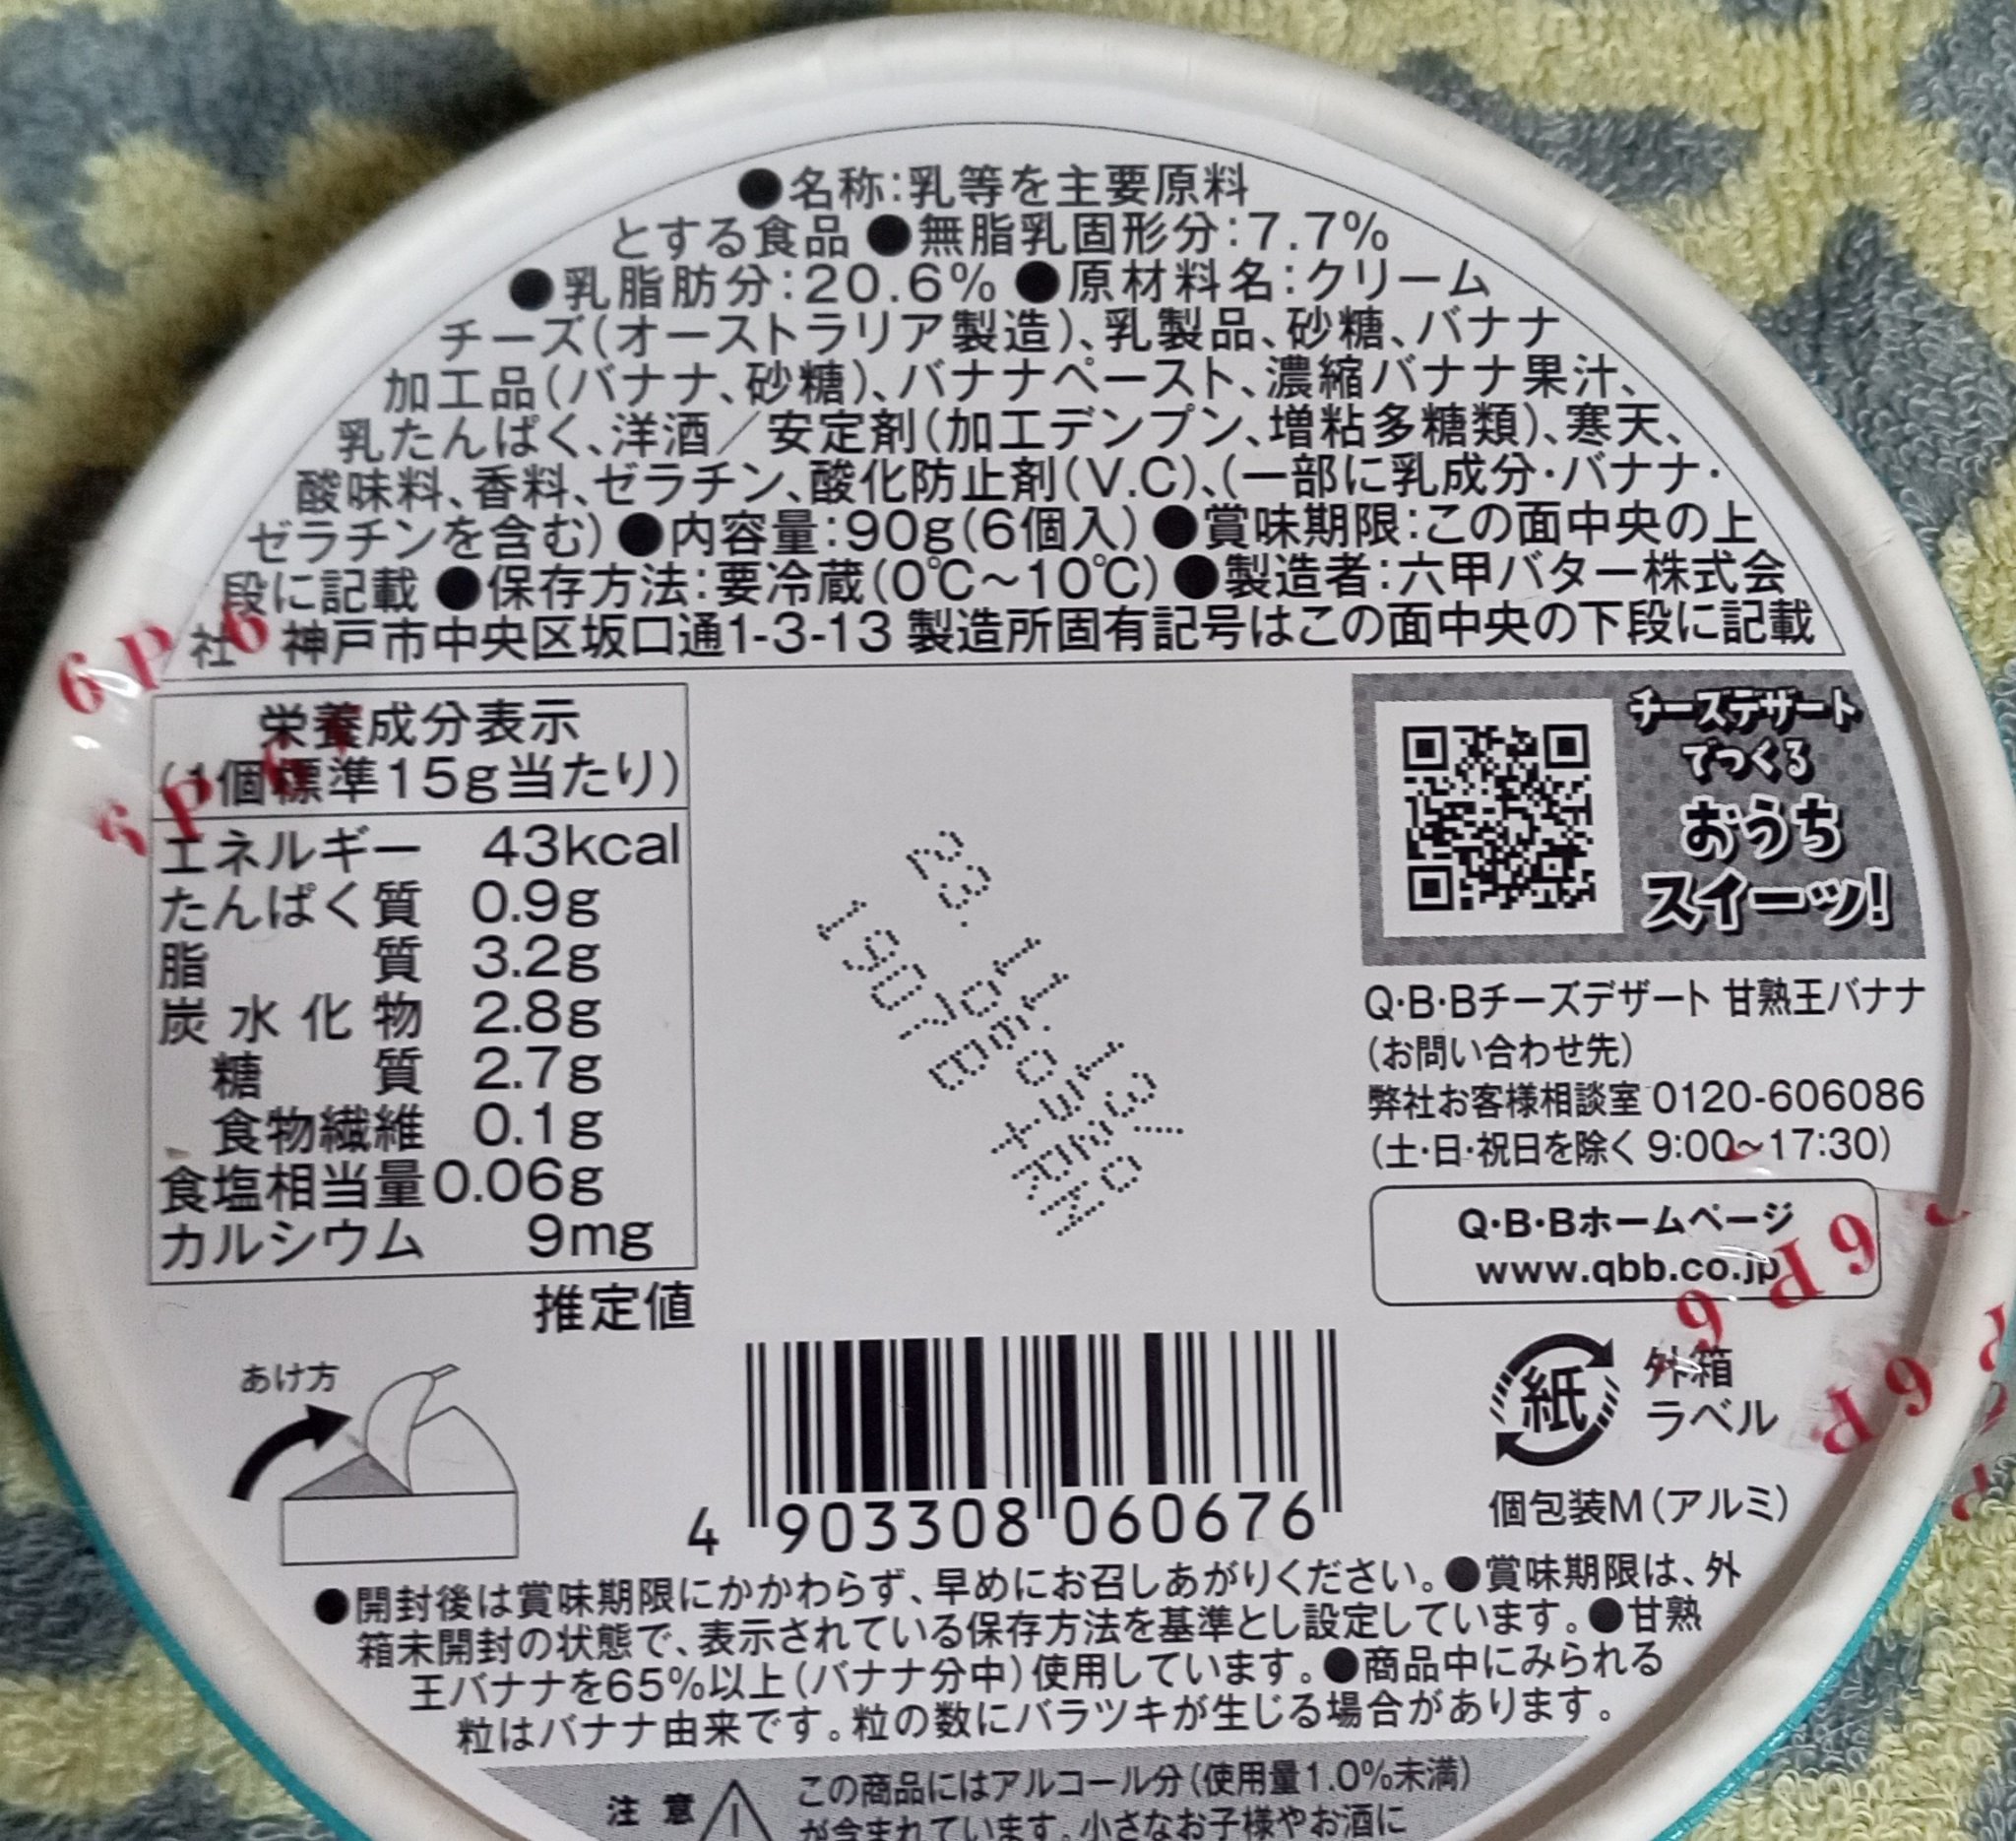 ●名称:乳等を主要原料
とする食品 ●無脂乳固形分:7.7%
●乳脂肪分:20.6% ●原材料名:クリーム
チーズ(オーストラリア製造)、乳製品、砂糖、バナナ
加工品(バナナ、砂糖)、バナナペースト、濃縮バナナ果汁、
乳たんぱく、洋酒／安定剤(加工デンプン、増粘多糖類)、寒天、
酸味料、香料、ゼラチン、酸化防止剤(V.C)、(一部に乳成分・バナナ・
ゼラチンを含む) ●内容量:90g(6個入) ●賞味期限:この面中央の上
段に記載 ●保存方法:要冷蔵(0℃～10℃) ●製造者:六甲バター株式会
社 神戸市中央区坂口通1-3-13 製造所固有記号はこの面中央の下段に記載
6P 6
栄養成分表示
(1個標準15g当たり)
6P 6
エネルギー 43kcal
たんぱく質 0.9g
脂質 3.2g
炭水化物 2.8g
糖質 2.7g
食物繊維 0.1g
食塩相当量 0.06g
カルシウム 9mg
推定値
チーズデザート
でつくる
おうち
スイーツ!
Q・B・Bチーズデザート 甘熟王バナナ
(お問い合わせ先)
弊社お客様相談室 0120-606086
(土・日・祝日を除く 9:00～17:30)
Q・B・Bホームページ
www.qbb.co.jp
6P 6
6P
あけ方
4 903308 060676
紙
外箱
ラベル
個包装M(アルミ)
●開封後は賞味期限にかかわらず、早めにお召しあがりください。●賞味期限は、外
箱未開封の状態で、表示されている保存方法を基準とし設定しています。●甘熟
王バナナを65%以上(バナナ分中)使用しています。●商品中にみられる
粒はバナナ由来です。粒の数にバラツキが生じる場合があります。
注意
この商品にはアルコール分(使用量1.0%未満)
が含まれています。小さなお子様やお酒に